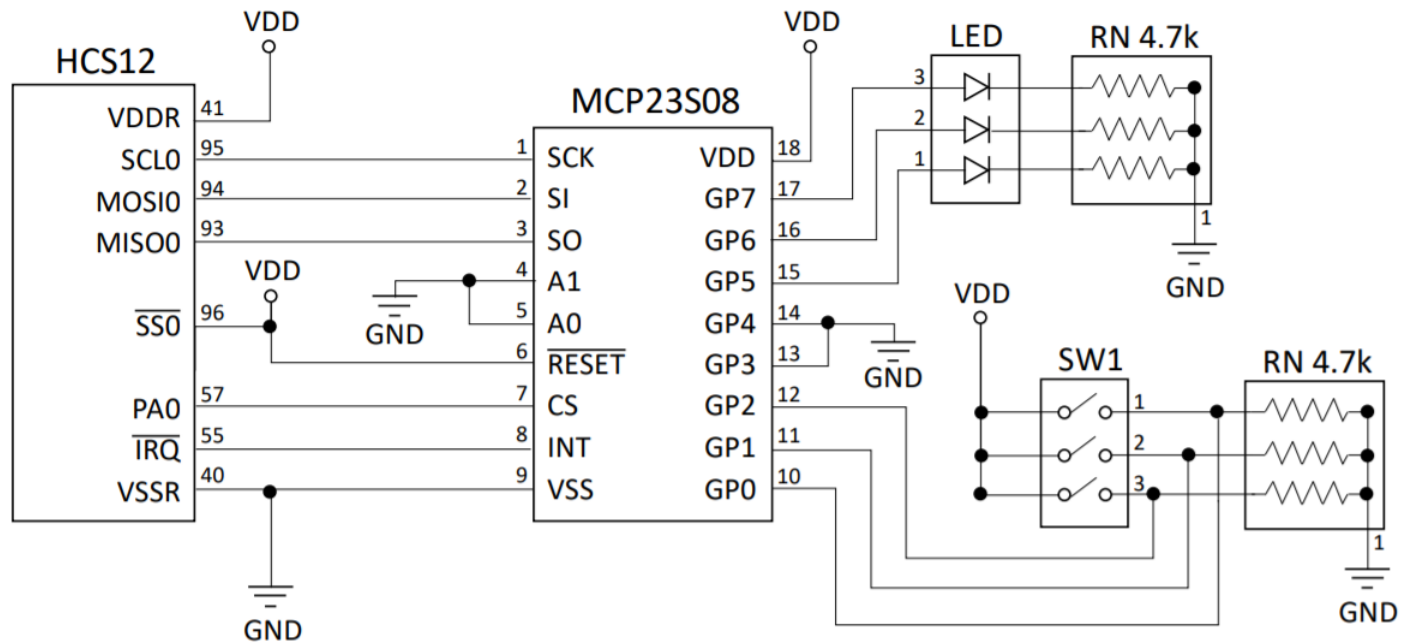 VDD
HCS12
VDDR 41
SCL0 95
MOSI0 94
MISO0 93
VDD
SS0 96
PA0 57
IRQ 55
VSSR 40
GND
GND
MCP23S08
1 SCK
2 SI
3 SO
4 A1
5 A0
6 RESET
7 CS
8 INT
9 VSS
VDD
VDD 18
GP7 17
GP6 16
GP5 15
GP4 14
GP3 13
GP2 12
GP1 11
GP0 10
GND
LED
3
2
1
RN 4.7k
1
GND
VDD
SW1
1
2
3
RN 4.7k
1
GND